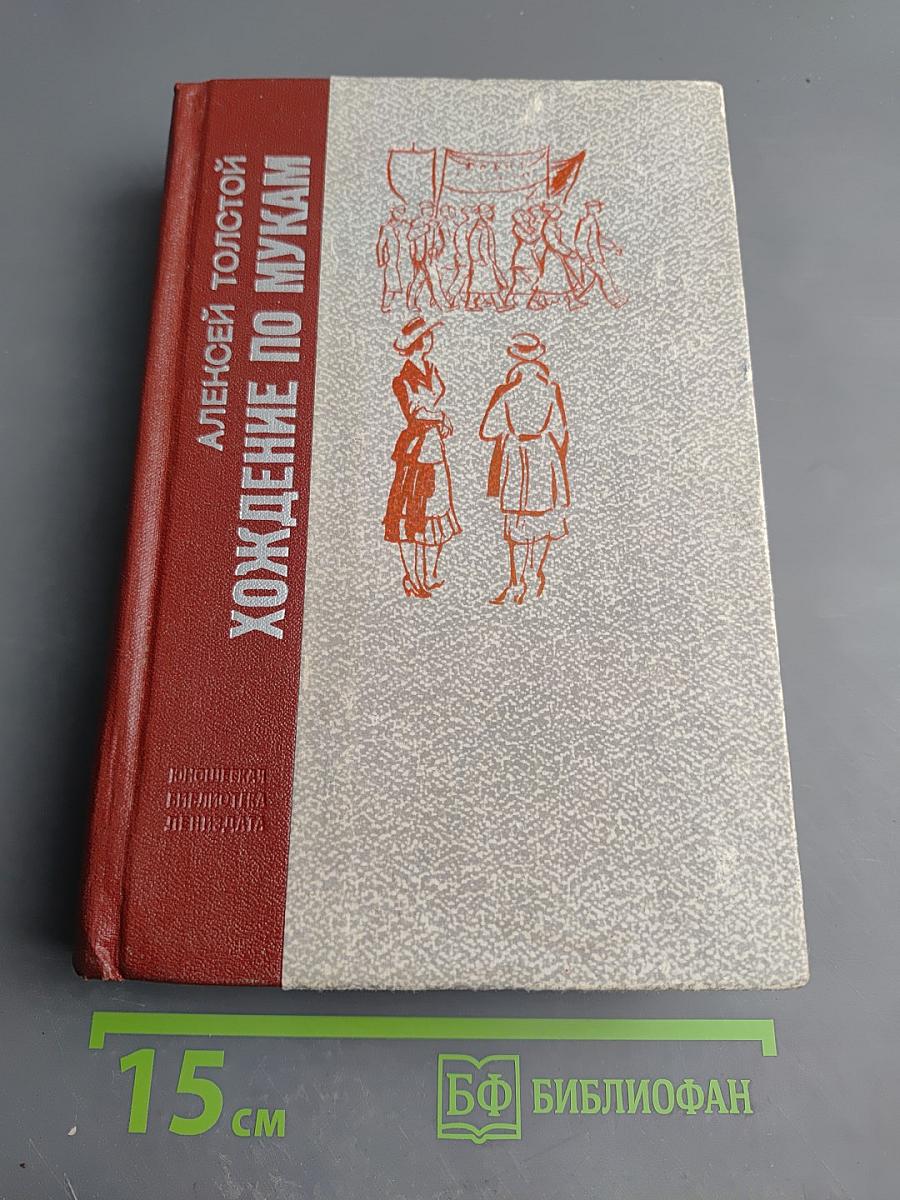 АЛЕКСЕЙ ТОЛСТОЙ
ХОЖДЕНИЕ ПО МУКАМ
ЮНОШЕСКАЯ
БИБЛИОТЕКА
ЛЕНИЗДАТА
15 см
БФ БИБЛИОФАН